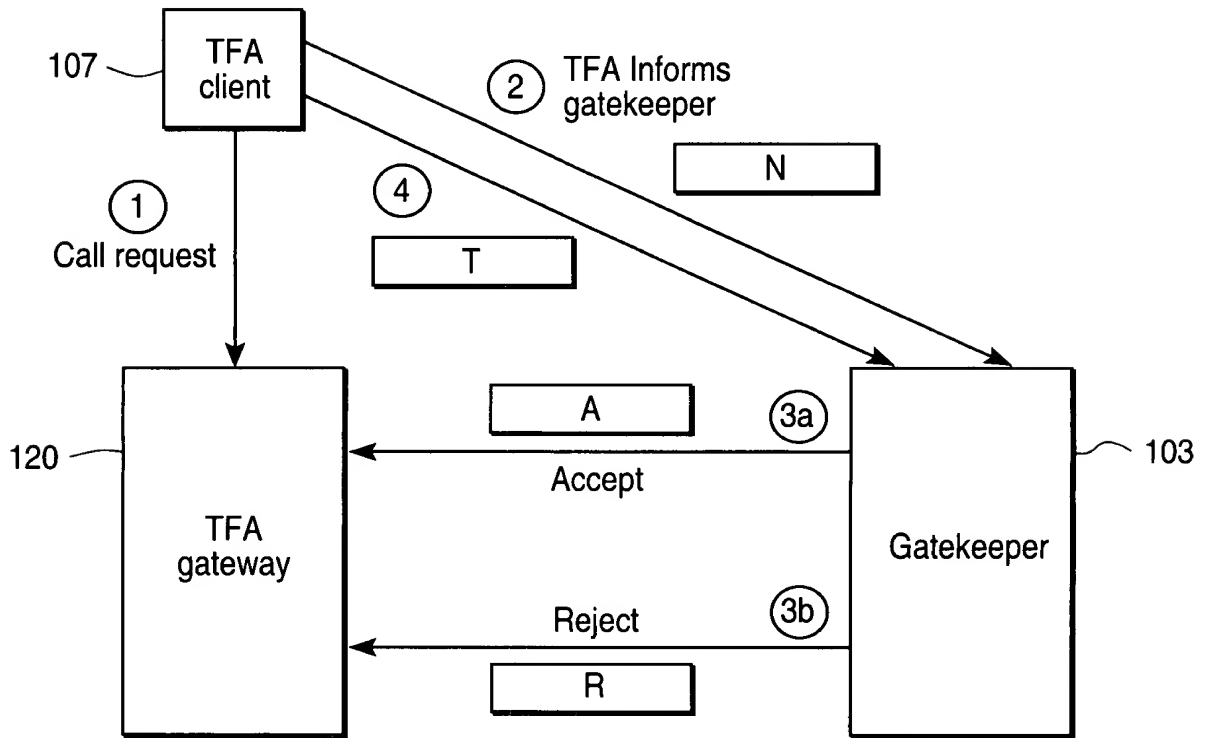 TFA
client
107
2
TFA Informs
gatekeeper
N
4
T
1
Call request
A
3a
Accept
120
TFA
gateway
103
Gatekeeper
3b
Reject
R